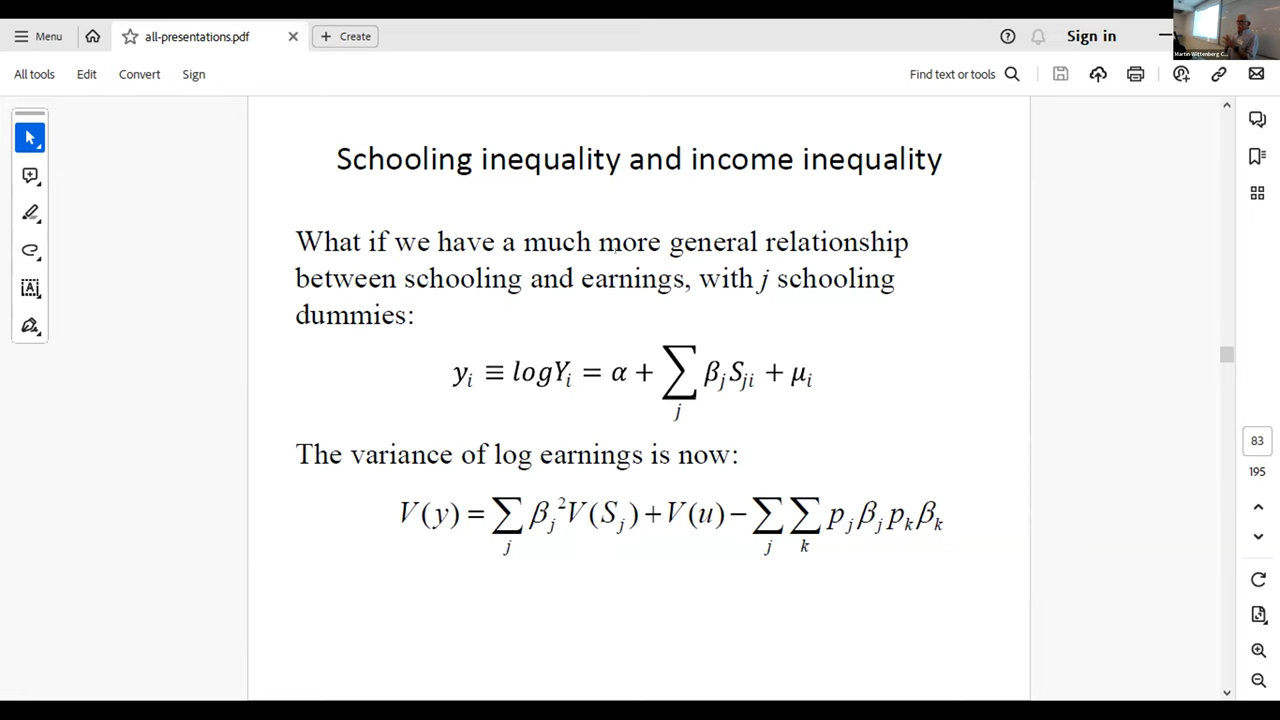 Menu
all-presentations.pdf
Create
Sign in
Martin Wittenberg C...
All tools
Edit
Convert
Sign
Find text or tools
Schooling inequality and income inequality
What if we have a much more general relationship
between schooling and earnings, with j schooling
dummies:
yᵢ ≡ logYᵢ = α + ∑ⱼ βⱼSⱼᵢ + μᵢ
The variance of log earnings is now:
V(y) = ∑ⱼ βⱼ²V(Sⱼ) + V(u) − ∑ⱼ ∑ₖ pⱼβⱼpₖβₖ
83
195